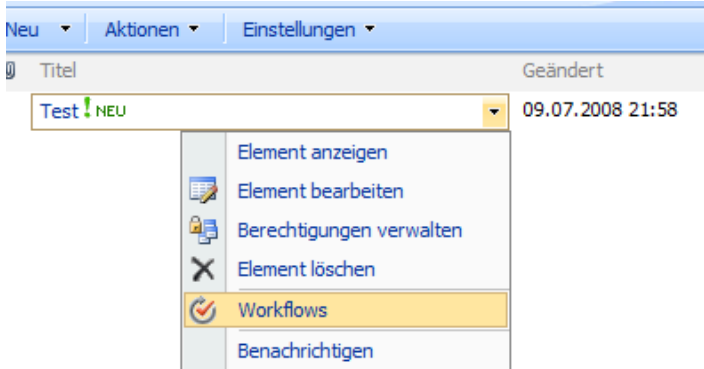 Neu Aktionen Einstellungen
Titel Geändert
Test ! NEU 09.07.2008 21:58
Element anzeigen
Element bearbeiten
Berechtigungen verwalten
Element löschen
Workflows
Benachrichtigen